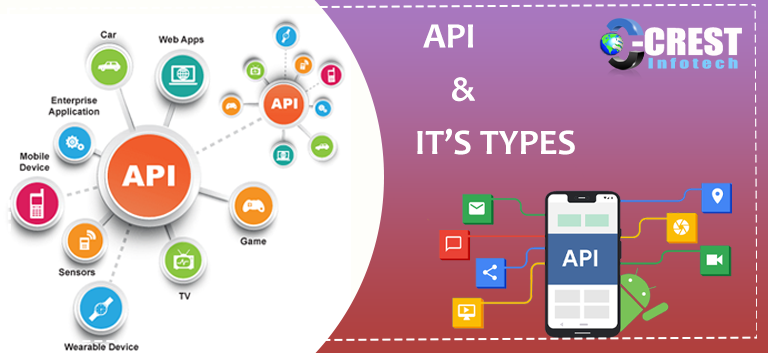 Car
Web Apps
Enterprise
Application
Mobile
Device
API
API
Sensors
Game
TV
Wearable Device
API
&
IT'S TYPES
C-CREST
Infotech
API